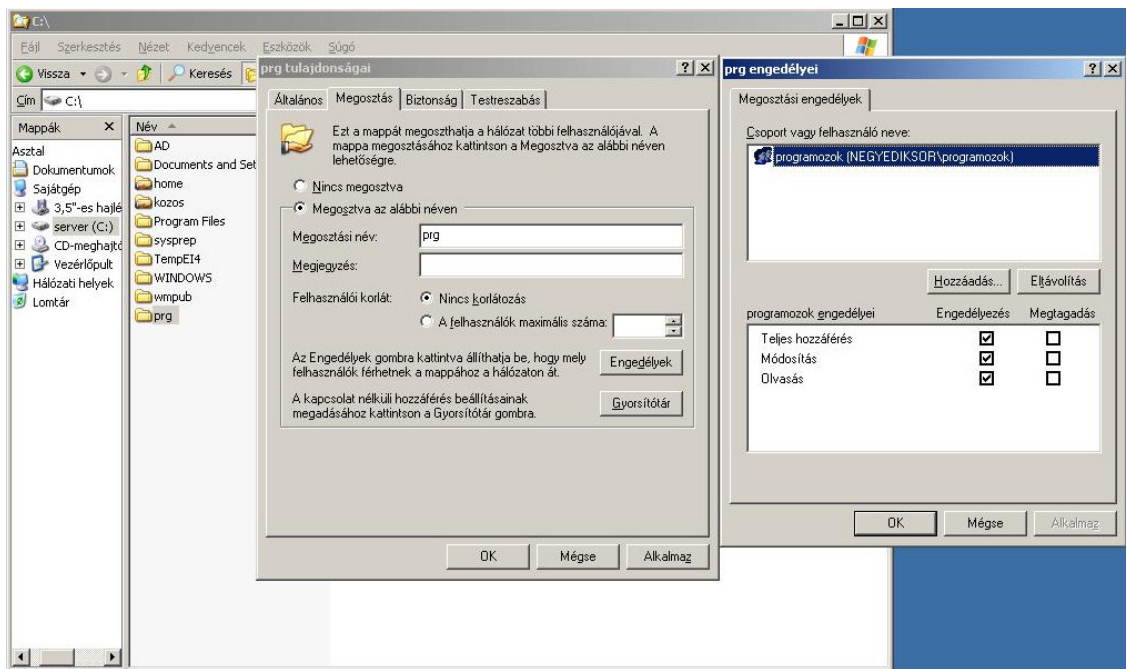 C:\
Fájl Szerkesztés Nézet Kedvencek Eszközök Súgó
Vissza Keresés
Cím C:\
Mappák X
Asztal
Dokumentumok
Sajátgép
3,5"-es hajlé
server (C:)
CD-meghajtó
Vezérlőpult
Hálózati helyek
Lomtár
Név
AD
Documents and Set
home
kozos
Program Files
sysprep
TempEI4
WINDOWS
wmpub
prg
prg tulajdonságai
Általános Megosztás Biztonság Testreszabás
Ezt a mappát megoszthatja a hálózat többi felhasználójával. A
mappa megosztásához kattintson a Megosztva az alábbi néven
lehetőségre.
Nincs megosztva
Megosztva az alábbi néven
Megosztási név: prg
Megjegyzés:
Felhasználói korlát: Nincs korlátozás
A felhasználók maximális száma:
Az Engedélyek gombra kattintva állíthatja be, hogy mely
felhasználók férhetnek a mappához a hálózaton át.
Engedélyek
A kapcsolat nélküli hozzáférés beállításainak
megadásához kattintson a Gyorsítótár gombra.
Gyorsítótár
OK Mégse Alkalmaz
prg engedélyei
Megosztási engedélyek
Csoport vagy felhasználó neve:
programozok (NEGYEDIKSOR\programozok)
Hozzáadás... Eltávolítás
programozok engedélyei Engedélyezés Megtagadás
Teljes hozzáférés
Módosítás
Olvasás
OK Mégse Alkalmaz